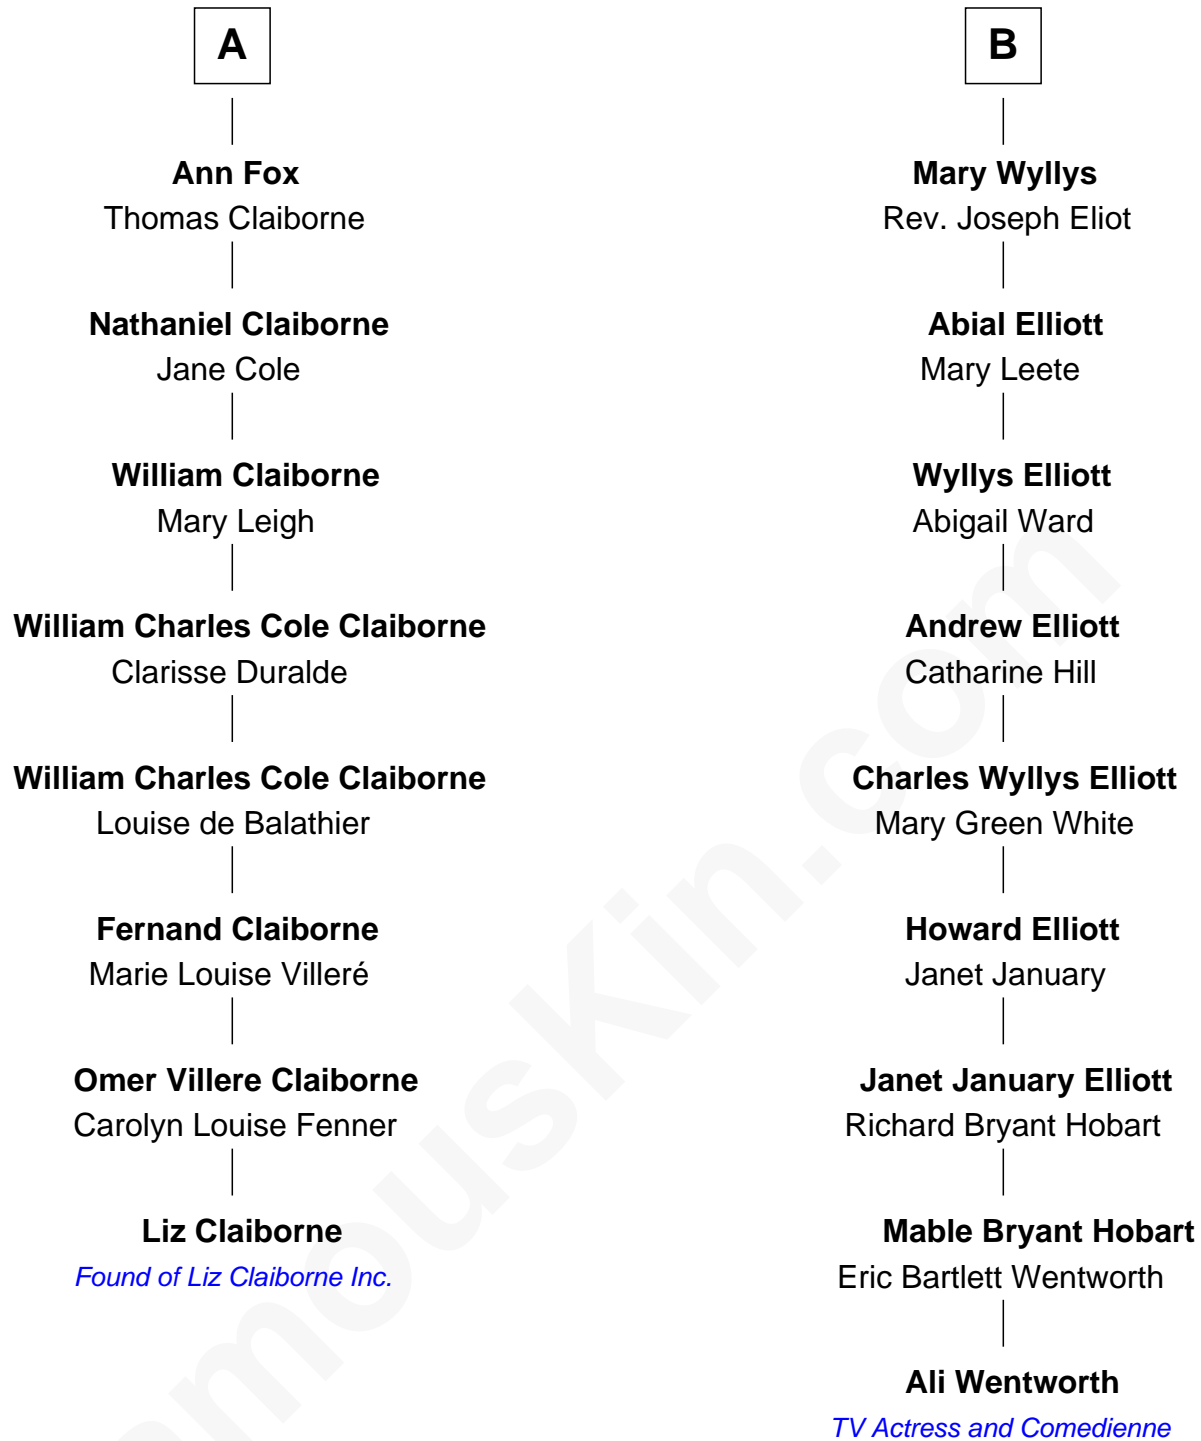 A
Ann Fox
Thomas Claiborne
Nathaniel Claiborne
Jane Cole
William Claiborne
Mary Leigh
William Charles Cole Claiborne
Clarisse Duralde
William Charles Cole Claiborne
Louise de Balathier
Fernand Claiborne
Marie Louise Villeré
Omer Villere Claiborne
Carolyn Louise Fenner
Liz Claiborne
Found of Liz Claiborne Inc.
B
Mary Wyllys
Rev. Joseph Eliot
Abial Elliott
Mary Leete
Wyllys Elliott
Abigail Ward
Andrew Elliott
Catharine Hill
Charles Wyllys Elliott
Mary Green White
Howard Elliott
Janet January
Janet January Elliott
Richard Bryant Hobart
Mable Bryant Hobart
Eric Bartlett Wentworth
Ali Wentworth
TV Actress and Comedienne
amousKin.com